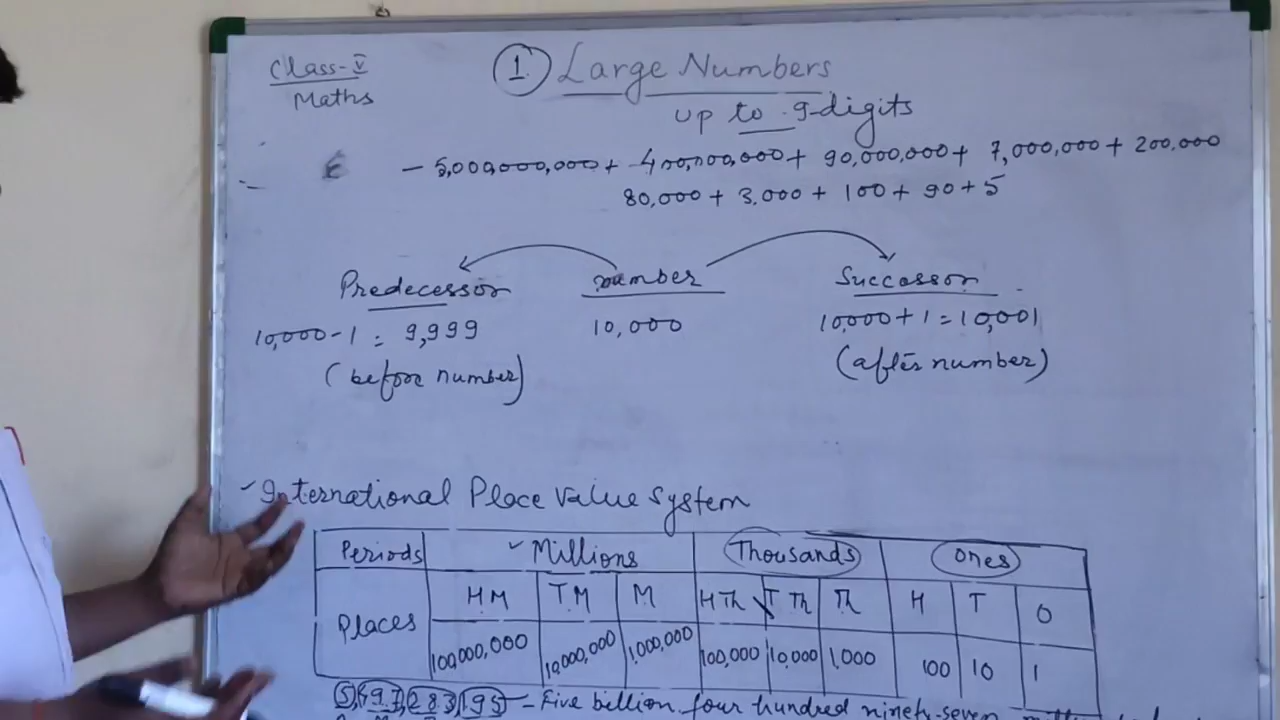 Class-V
Maths
1. Large Numbers
up to 9-digits
- 5,000,000,000 + 400,000,000 + 90,000,000 + 7,000,000 + 200,000
80,000 + 3,000 + 100 + 90 + 5
Predecessor number Successor
10,000-1 = 9,999 10,000 10,000+1=10,001
(before number) (after number)
International Place Value System
Periods Millions Thousands Ones
Places HM T.M M H Th T Th Th H T O
100,000,000 10,000,000 1,000,000 100,000 10,000 1,000 100 10 1
5,497,283,195 - Five billion four hundred ninety-seven